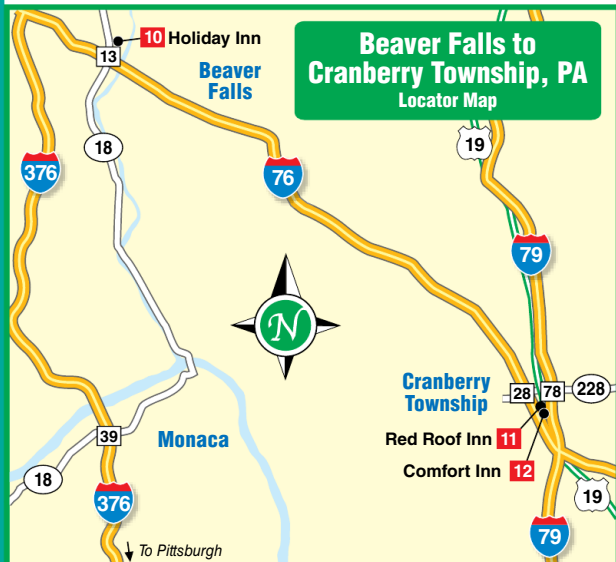 Beaver Falls to
Cranberry Township, PA
Locator Map
10 Holiday Inn
13
Beaver
Falls
18
19
376
76
79
N
Cranberry
Township
28 78 228
Red Roof Inn 11
Comfort Inn 12
39
Monaca
18
376
19
79
To Pittsburgh